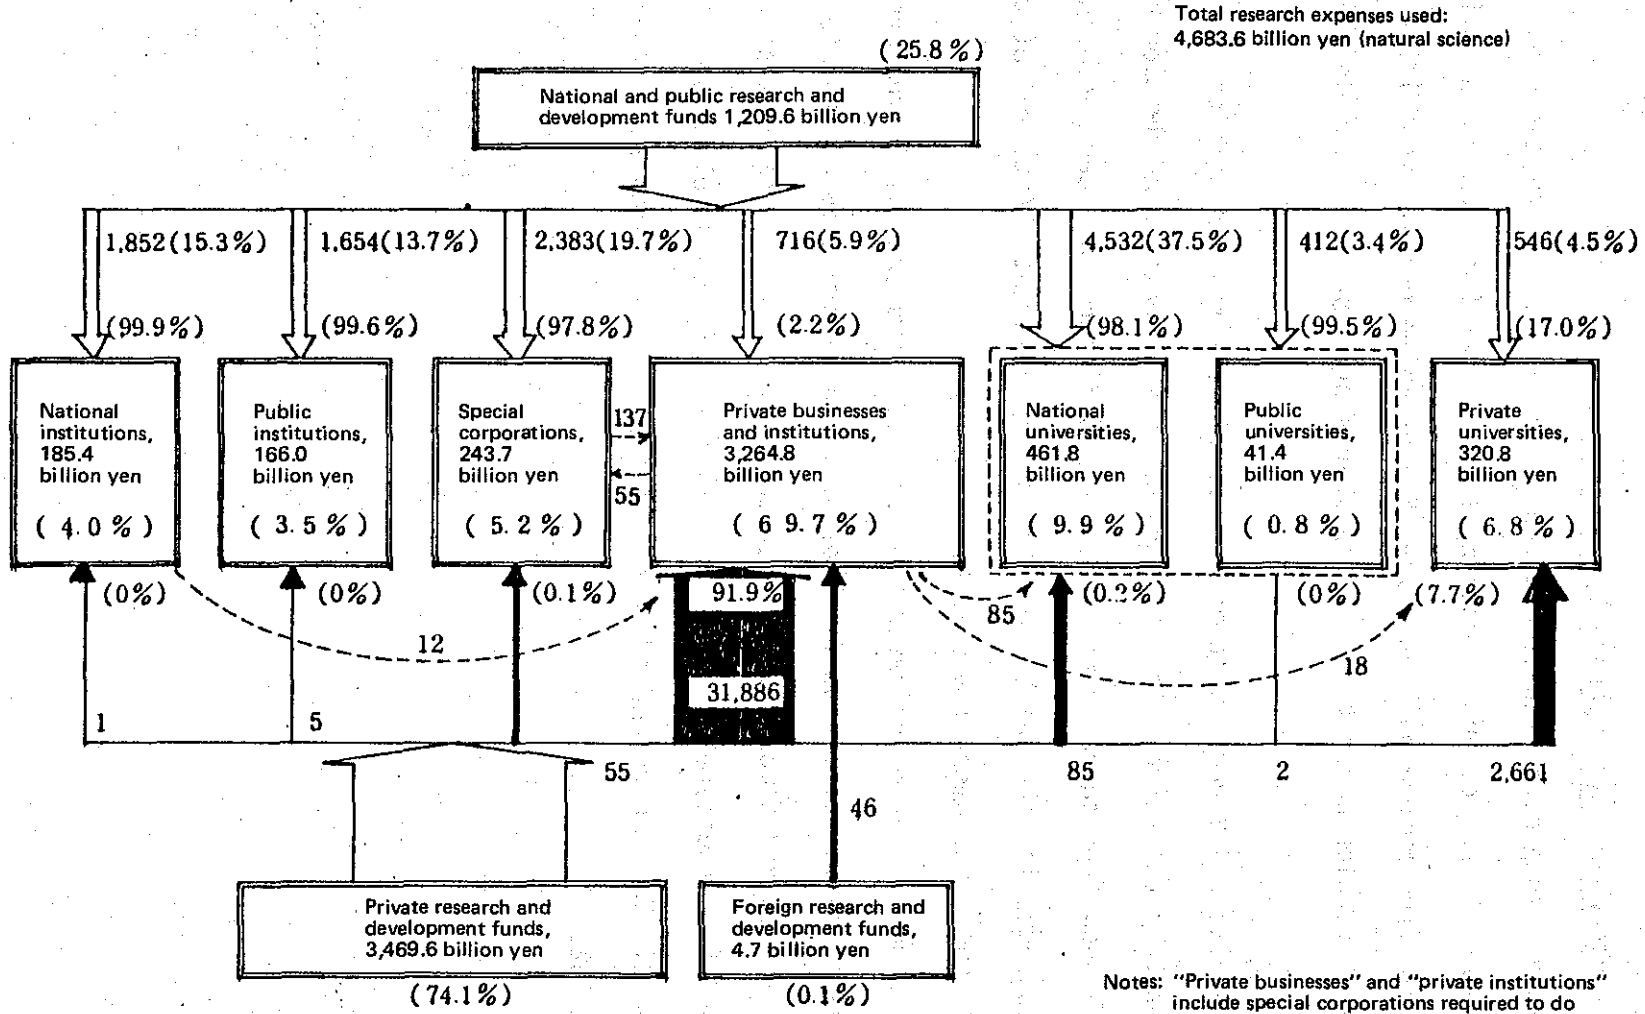 Total research expenses used:
4,683.6 billion yen (natural science)
(25.8%)
National and public research and
development funds 1,209.6 billion yen
1,852(15.3%)
1,654(13.7%)
2,383(19.7%)
716(5.9%)
4,532(37.5%)
412(3.4%)
546(4.5%)
(99.9%)
(99.6%)
(97.8%)
(2.2%)
(98.1%)
(99.5%)
(17.0%)
National
institutions,
185.4
billion yen
(4.0%)
Public
institutions,
166.0
billion yen
(3.5%)
Special
corporations,
243.7
billion yen
(5.2%)
137
55
Private businesses
and institutions,
3,264.8
billion yen
(69.7%)
National
universities,
461.8
billion yen
(9.9%)
Public
universities,
41.4
billion yen
(0.8%)
Private
universities,
320.8
billion yen
(6.8%)
(0%)
(0%)
(0.1%)
91.9%
(0.2%)
(0%)
(7.7%)
12
85
18
31,886
1
5
55
85
2
2,661
46
Private research and
development funds,
3,469.6 billion yen
(74.1%)
Foreign research and
development funds,
4.7 billion yen
(0.1%)
Notes: "Private businesses" and "private institutions"
include special corporations required to do